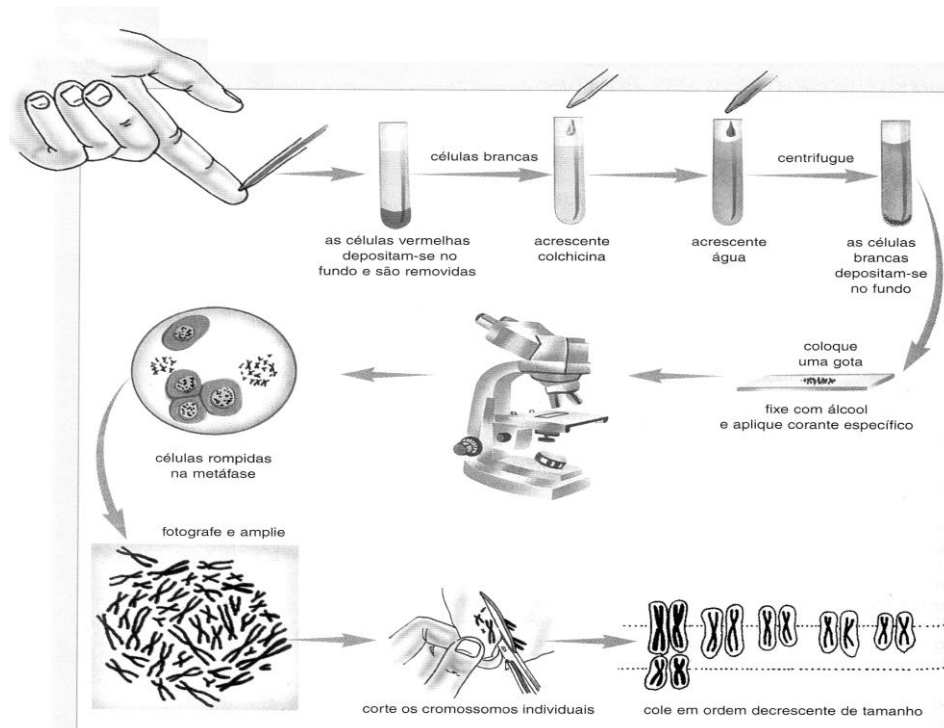 células brancas
centrifugue
as células vermelhas
depositam-se no
fundo e são removidas
acrescente
colchicina
acrescente
água
as células
brancas
depositam-se
no fundo
coloque
uma gota
fixe com álcool
e aplique corante específico
células rompidas
na metáfase
fotografe e amplie
corte os cromossomos individuais
cole em ordem decrescente de tamanho